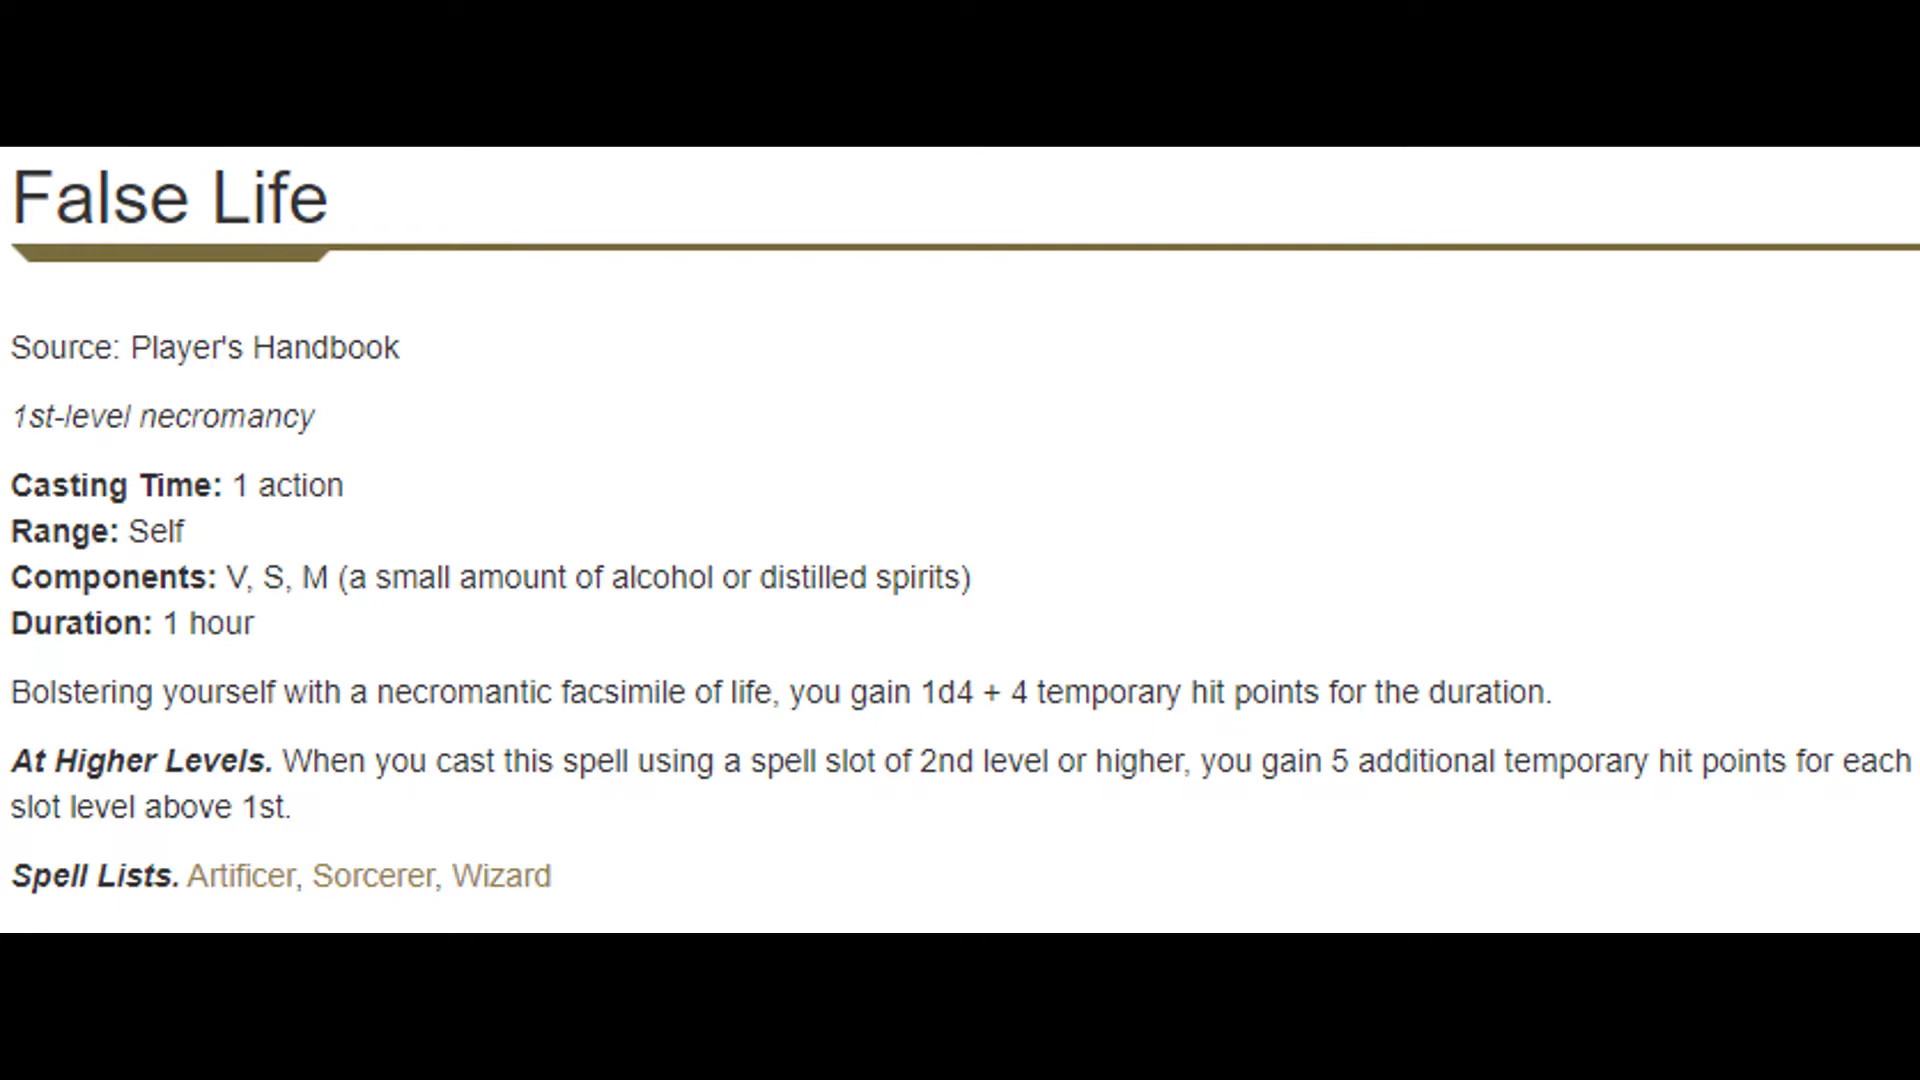 False Life
Source: Player's Handbook
1st-level necromancy
Casting Time: 1 action
Range: Self
Components: V, S, M (a small amount of alcohol or distilled spirits)
Duration: 1 hour
Bolstering yourself with a necromantic facsimile of life, you gain 1d4 + 4 temporary hit points for the duration.
At Higher Levels. When you cast this spell using a spell slot of 2nd level or higher, you gain 5 additional temporary hit points for each
slot level above 1st.
Spell Lists. Artificer, Sorcerer, Wizard